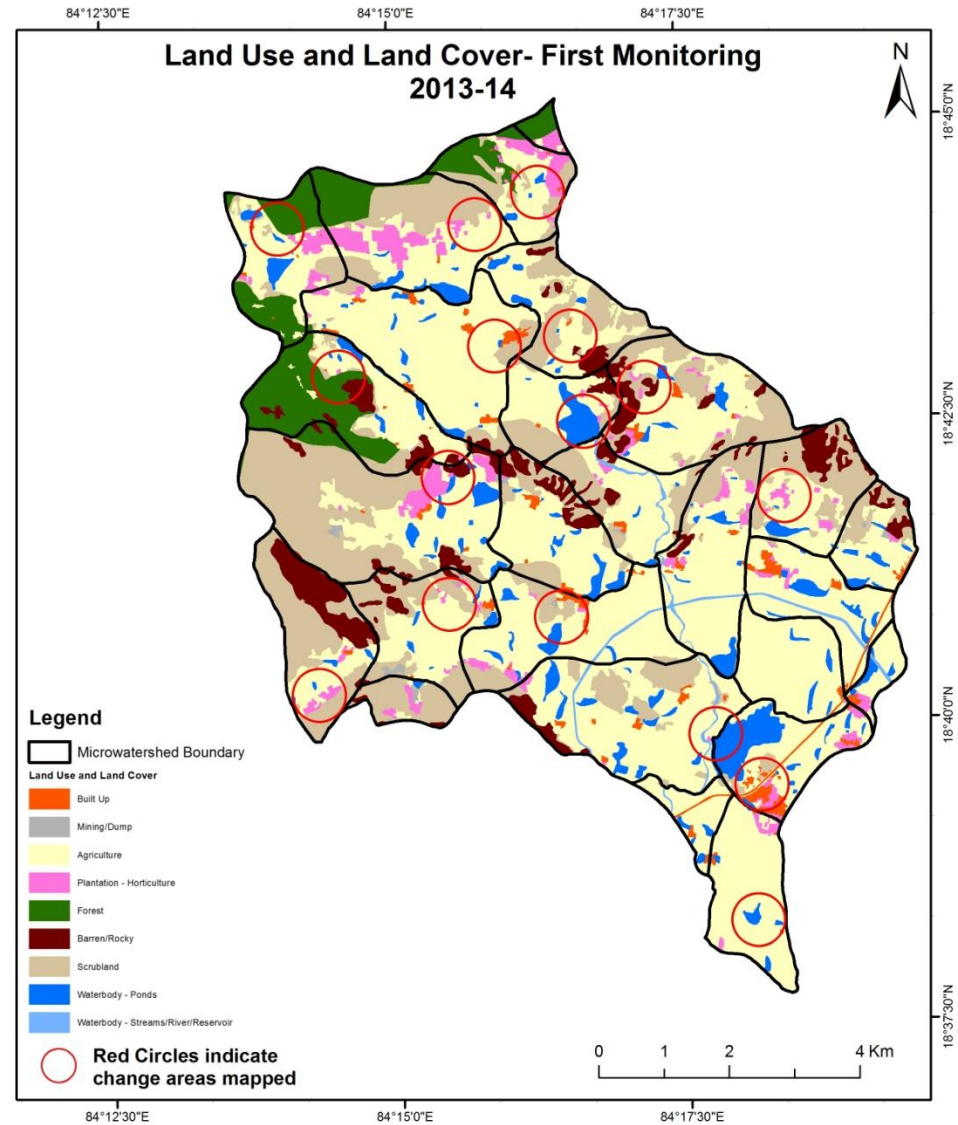 84°12'30"E
84°15'0"E
84°17'30"E
Land Use and Land Cover- First Monitoring
2013-14
N
18°45'0"N
18°42'30"N
18°40'0"N
18°37'30"N
Legend
Microwatershed Boundary
Land Use and Land Cover
Built Up
Mining/Dump
Agriculture
Plantation - Horticulture
Forest
Barren/Rocky
Scrubland
Waterbody - Ponds
Waterbody - Streams/River/Reservoir
Red Circles indicate
change areas mapped
0 1 2 4 Km
84°12'30"E
84°15'0"E
84°17'30"E